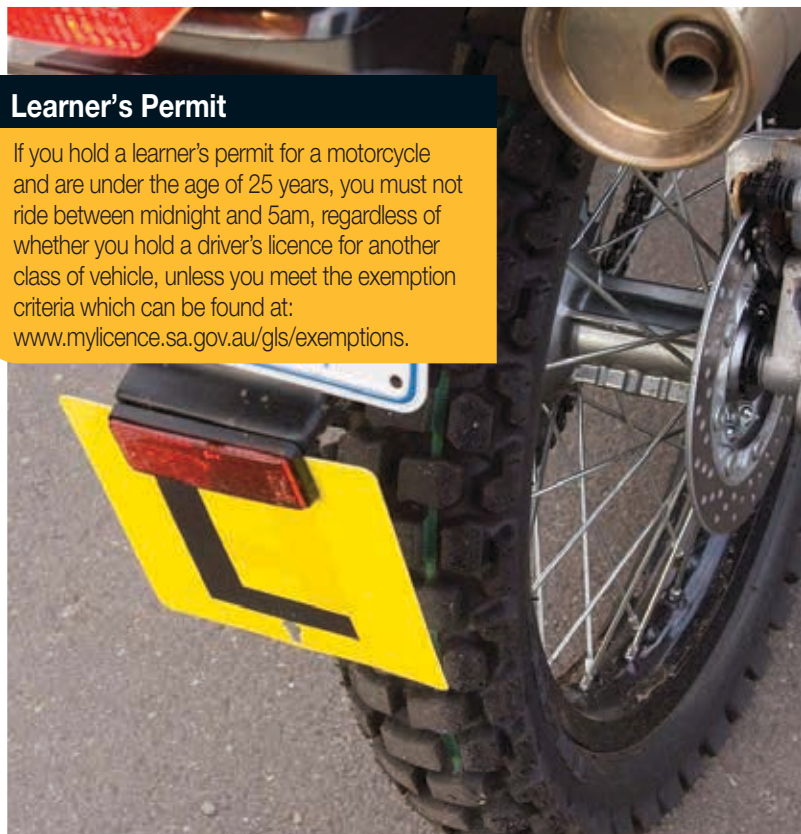 Learner's Permit
If you hold a learner's permit for a motorcycle
and are under the age of 25 years, you must not
ride between midnight and 5am, regardless of
whether you hold a driver's licence for another
class of vehicle, unless you meet the exemption
criteria which can be found at:
www.mylicence.sa.gov.au/gls/exemptions.
L